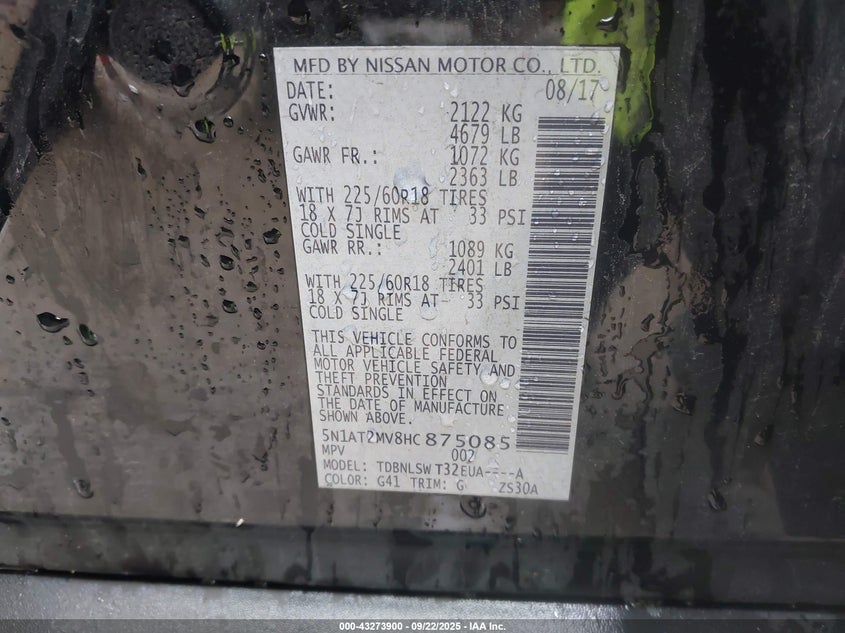 MFD BY NISSAN MOTOR CO., LTD.
DATE: 08/17
GVWR: 2122 KG
4679 LB
GAWR FR.: 1072 KG
2363 LB
WITH 225/60R18 TIRES
18 X 7J RIMS AT 33 PSI
COLD SINGLE
GAWR RR.: 1089 KG
2401 LB
WITH 225/60R18 TIRES
18 X 7J RIMS AT 33 PSI
COLD SINGLE
THIS VEHICLE CONFORMS TO
ALL APPLICABLE FEDERAL
MOTOR VEHICLE SAFETY AND
THEFT PREVENTION
STANDARDS IN EFFECT ON
THE DATE OF MANUFACTURE
SHOWN ABOVE.
5N1AT2MV8HC875085
MPV 002
MODEL: TDBNLSW T32EUA----A
COLOR: G41 TRIM: G ZS30A
000-43273900 - 09/22/2025 - IAA Inc.